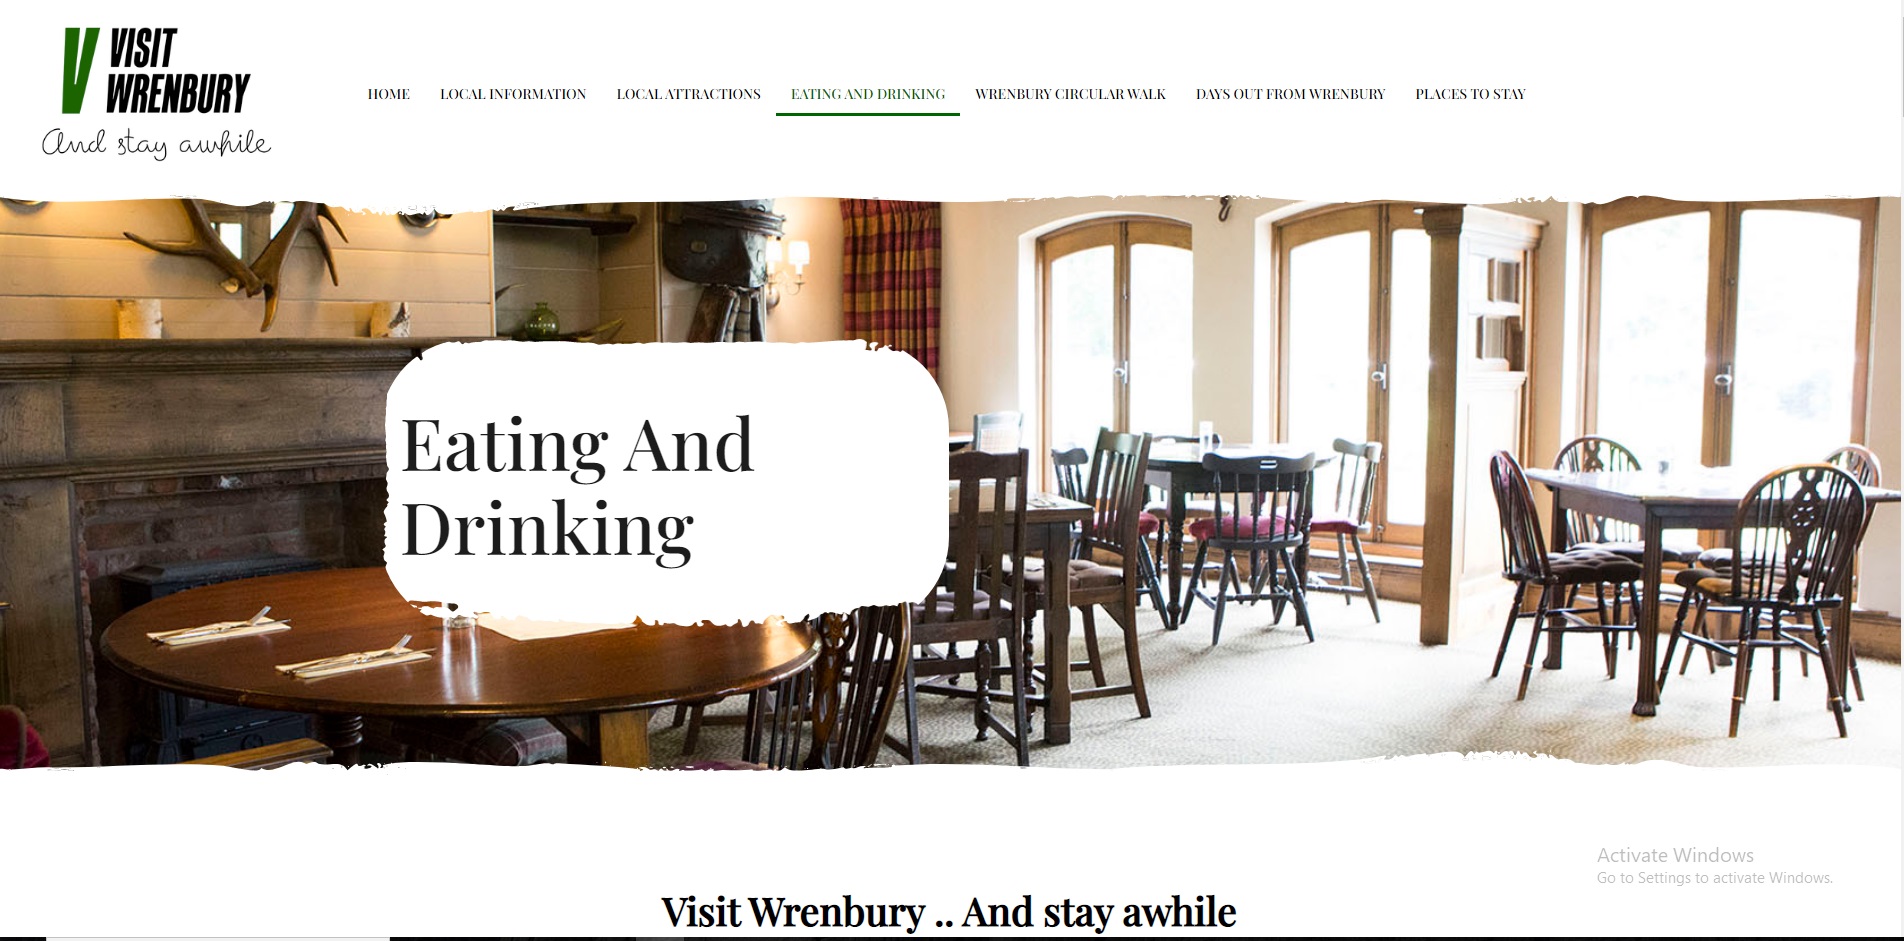 VISIT
WRENBURY
And stay awhile
HOME LOCAL INFORMATION LOCAL ATTRACTIONS EATING AND DRINKING WRENBURY CIRCULAR WALK DAYS OUT FROM WRENBURY PLACES TO STAY
Eating And
Drinking
Activate Windows
Go to Settings to activate Windows.
Visit Wrenbury .. And stay awhile